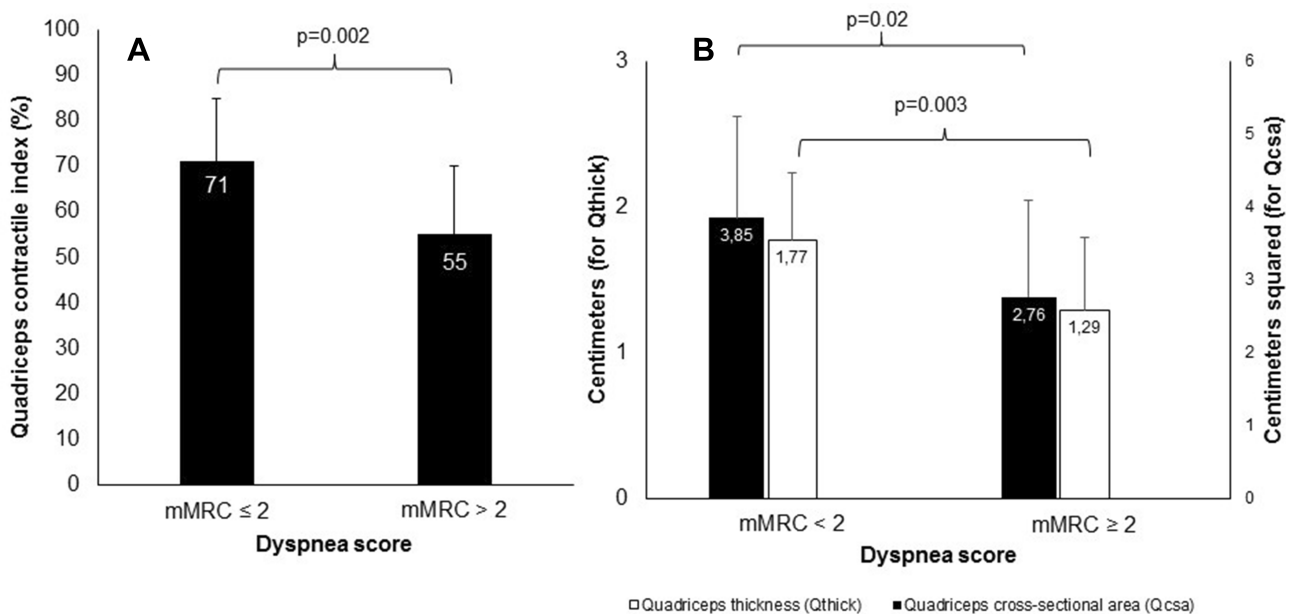 A
p=0.002
Quadriceps contractile index (%)
100
90
80
70
60
50
40
30
20
10
0
71
55
mMRC ≤ 2
mMRC > 2
Dyspnea score
B
p=0.02
p=0.003
Centimeters (for Qthick)
3
2
1
0
3,85
1,77
2,76
1,29
6
5
4
3
2
1
0
Centimeters squared (for Qcsa)
mMRC < 2
mMRC ≥ 2
Dyspnea score
Quadriceps thickness (Qthick)
Quadriceps cross-sectional area (Qcsa)